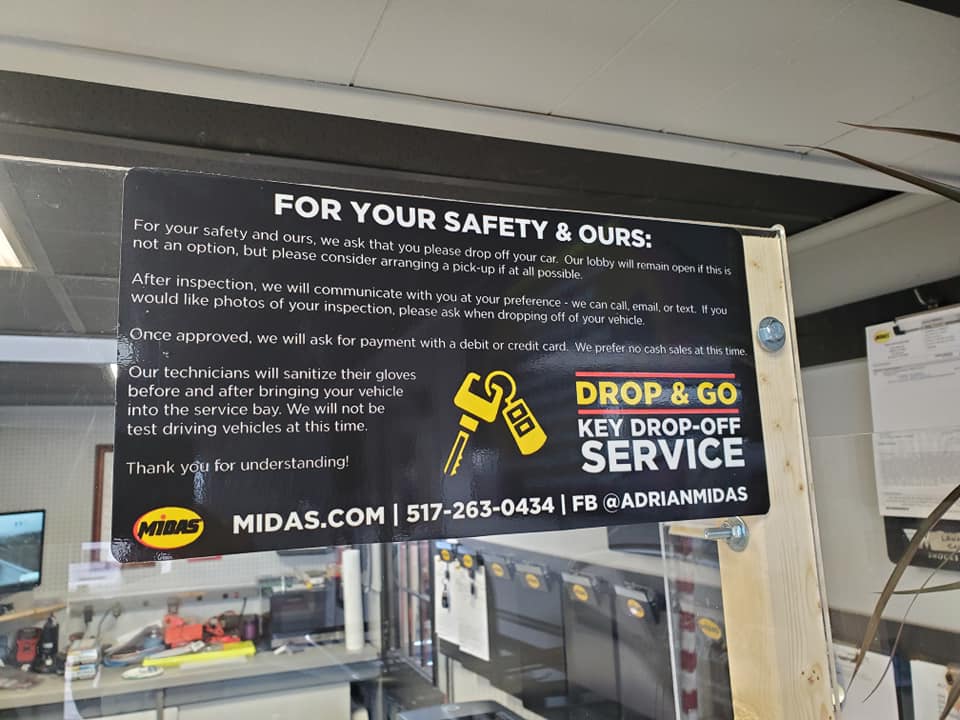 FOR YOUR SAFETY & OURS:
For your safety and ours, we ask that you please drop off your car. Our lobby will remain open if this is
not an option, but please consider arranging a pick-up if at all possible.
After inspection, we will communicate with you at your preference - we can call, email, or text. If you
would like photos of your inspection, please ask when dropping off of your vehicle.
Once approved, we will ask for payment with a debit or credit card. We prefer no cash sales at this time.
Our technicians will sanitize their gloves
before and after bringing your vehicle
into the service bay. We will not be
test driving vehicles at this time.
Thank you for understanding!
DROP & GO
KEY DROP-OFF
SERVICE
MIDAS
MIDAS.COM | 517-263-0434 | FB @ADRIANMIDAS